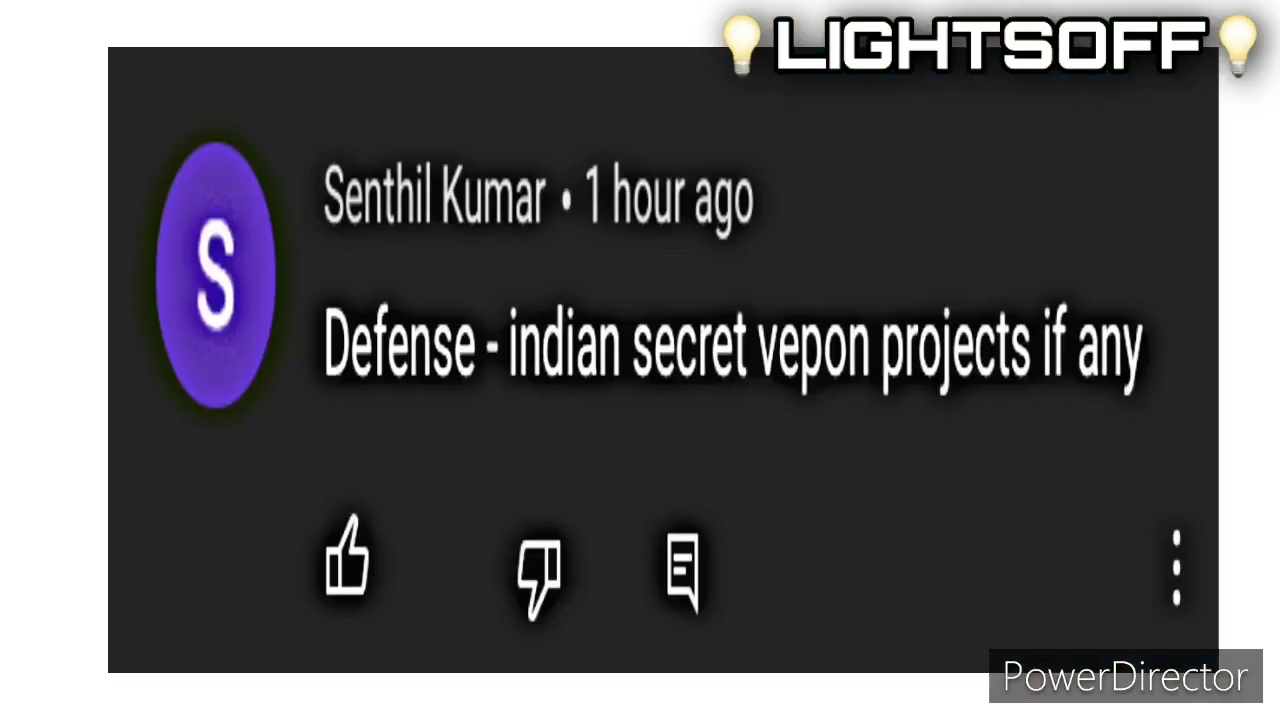 💡LIGHTSOFF💡
S
Senthil Kumar • 1 hour ago
Defense - indian secret vepon projects if any
PowerDirector